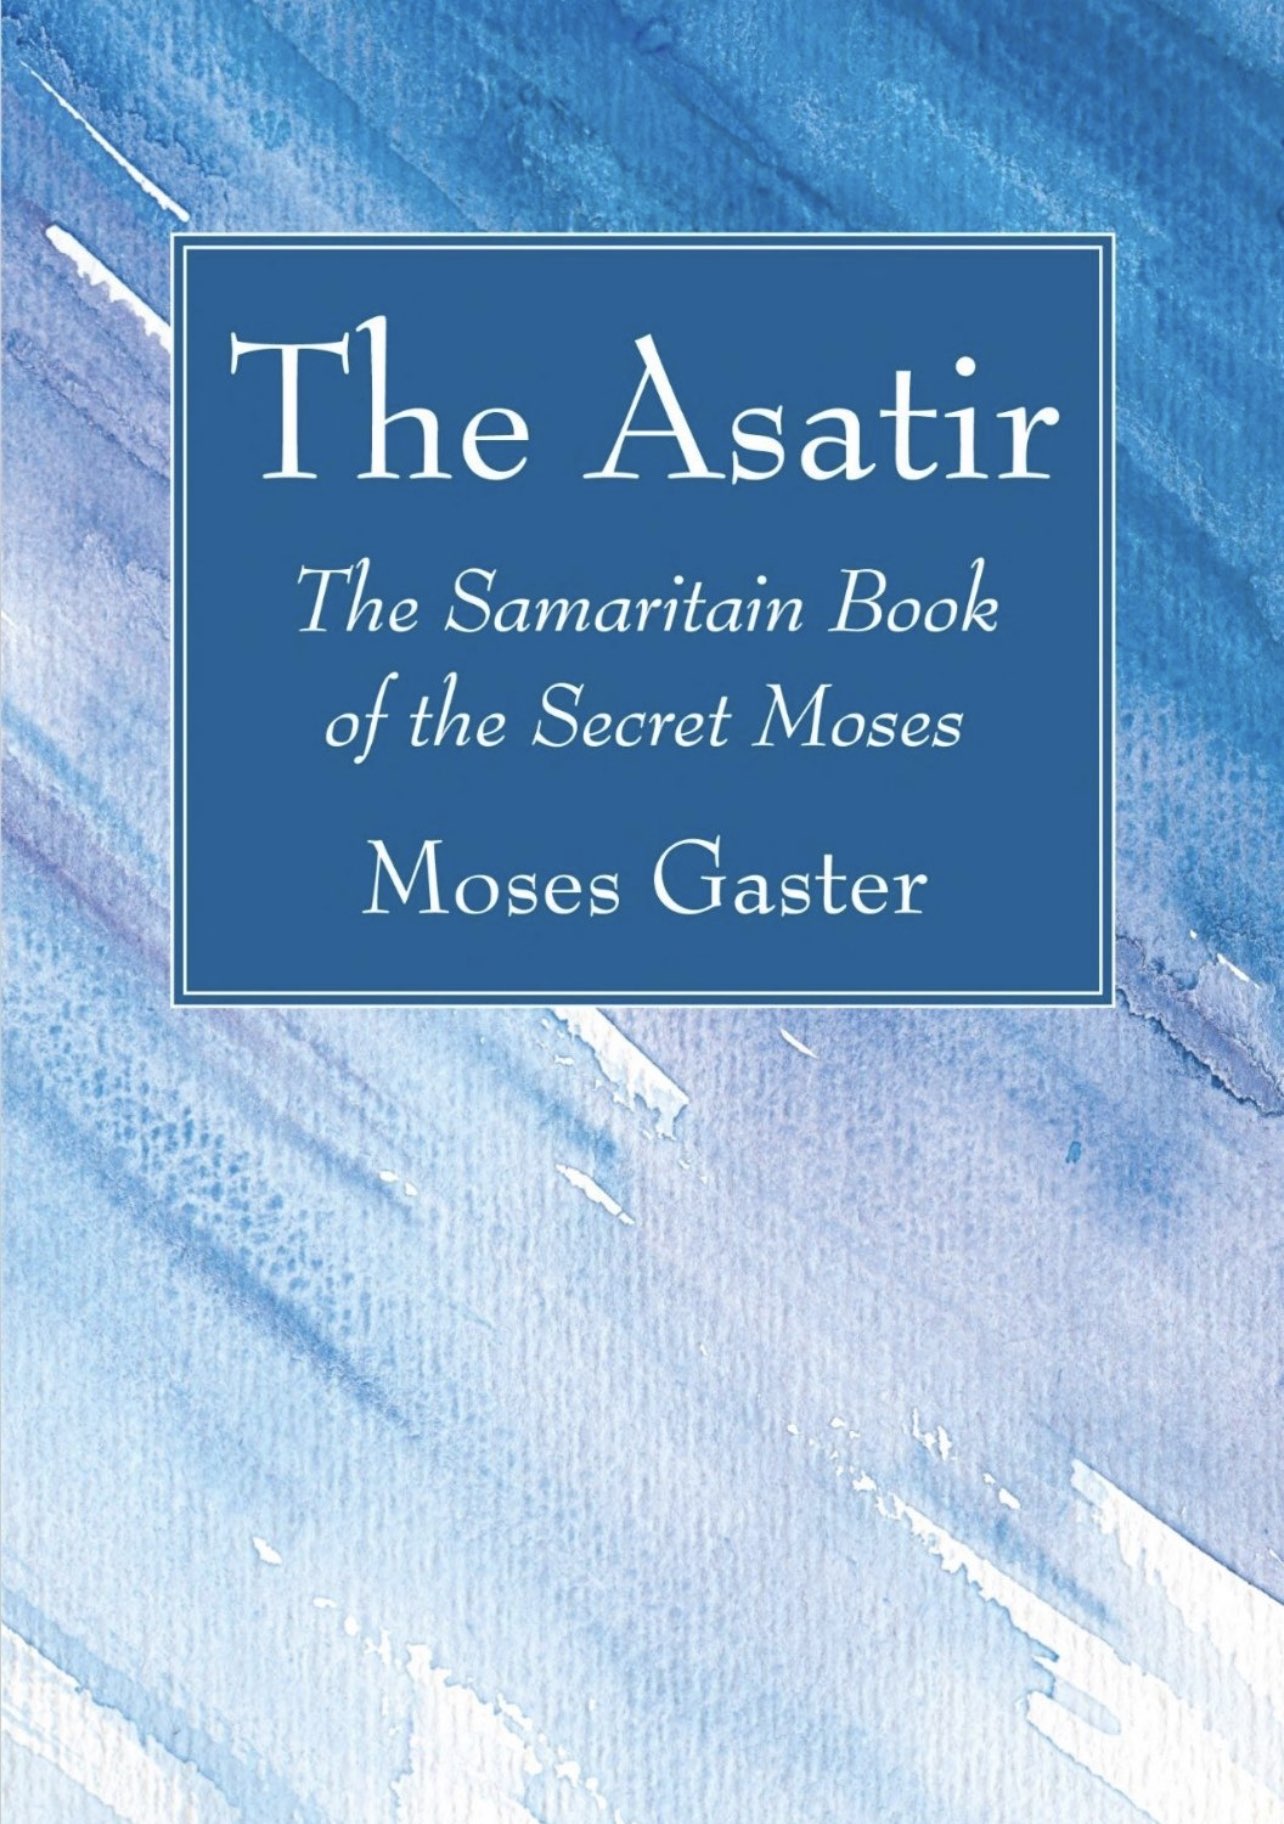 The Asatir
The Samaritain Book
of the Secret Moses
Moses Gaster